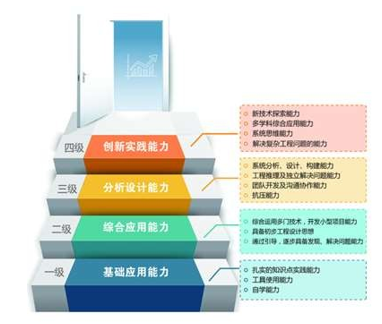 四级
创新实践能力
新技术探索能力
多学科综合应用能力
系统思维能力
解决复杂工程问题的能力
三级
分析设计能力
系统分析、设计、构建能力
工程推理及独立解决问题能力
团队开发及沟通协作能力
抗压能力
二级
综合应用能力
综合运用多门技术，开发小型项目能力
具备初步工程设计思想
通过引导，逐步具备发现、解决问题能力
一级
基础应用能力
扎实的知识点实践能力
工具使用能力
自学能力